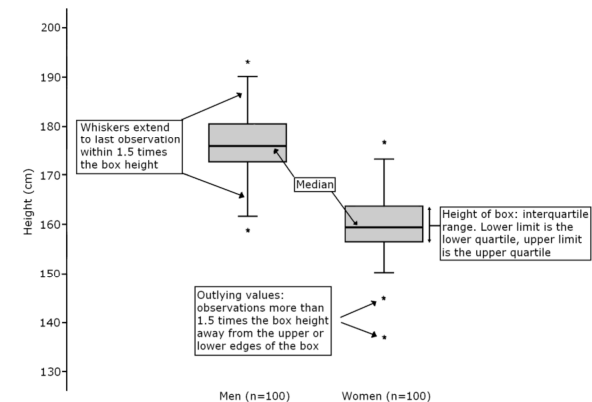 200
190
180
170
160
150
140
130
Height (cm)
Whiskers extend
to last observation
within 1.5 times
the box height
Median
Height of box: interquartile
range. Lower limit is the
lower quartile, upper limit
is the upper quartile
Outlying values:
observations more than
1.5 times the box height
away from the upper or
lower edges of the box
Men (n=100)
Women (n=100)